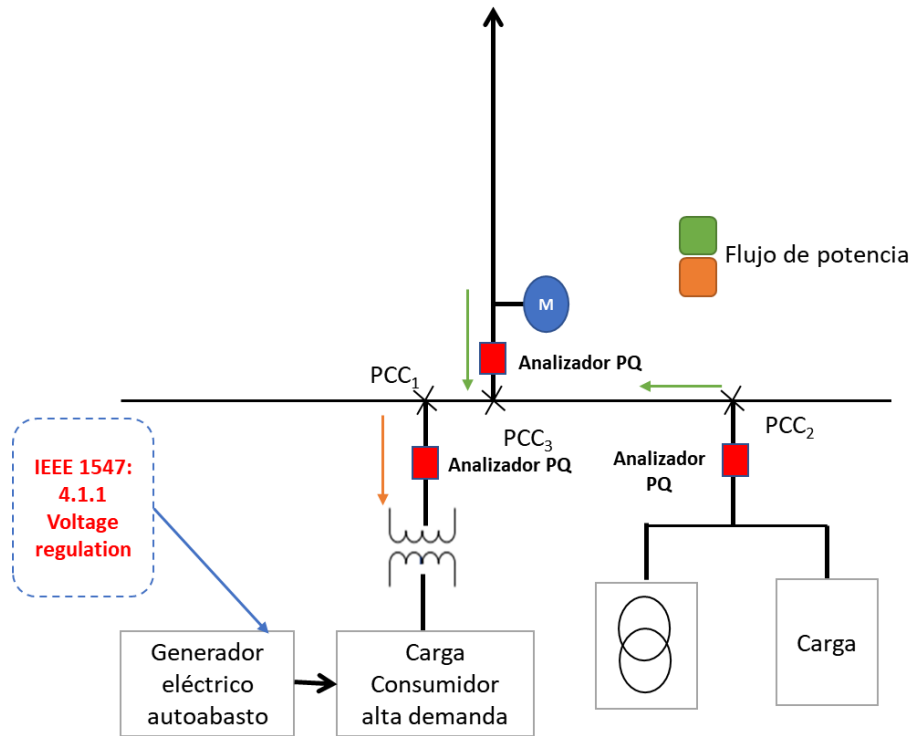 Flujo de potencia
M
Analizador PQ
PCC1
PCC3
PCC2
Analizador PQ
Analizador
PQ
IEEE 1547:
4.1.1
Voltage
regulation
Generador
eléctrico
autoabasto
Carga
Consumidor
alta demanda
Carga